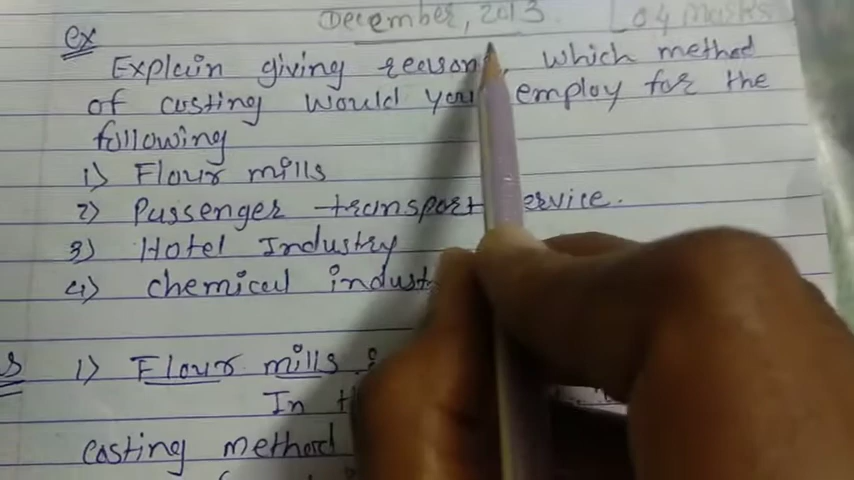 December, 2013 [04 Marks
ex
Explain giving reasons, which method
of costing would you employ for the
following
1) Flour mills
2) Passenger transport service.
3) Hotel Industry
4) chemical indust
1) Flour mills :
In
costing method